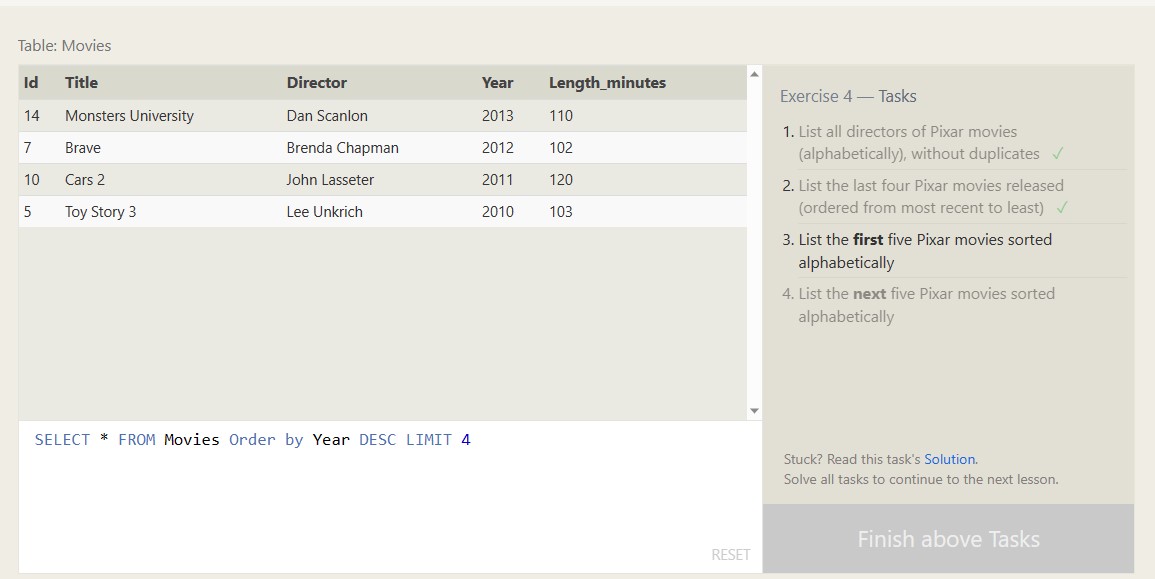 Table: Movies
Id Title Director Year Length_minutes
14 Monsters University Dan Scanlon 2013 110
7 Brave Brenda Chapman 2012 102
10 Cars 2 John Lasseter 2011 120
5 Toy Story 3 Lee Unkrich 2010 103
SELECT * FROM Movies Order by Year DESC LIMIT 4
RESET
Exercise 4 — Tasks
1. List all directors of Pixar movies
(alphabetically), without duplicates ✓
2. List the last four Pixar movies released
(ordered from most recent to least) ✓
3. List the first five Pixar movies sorted
alphabetically
4. List the next five Pixar movies sorted
alphabetically
Stuck? Read this task's Solution.
Solve all tasks to continue to the next lesson.
Finish above Tasks